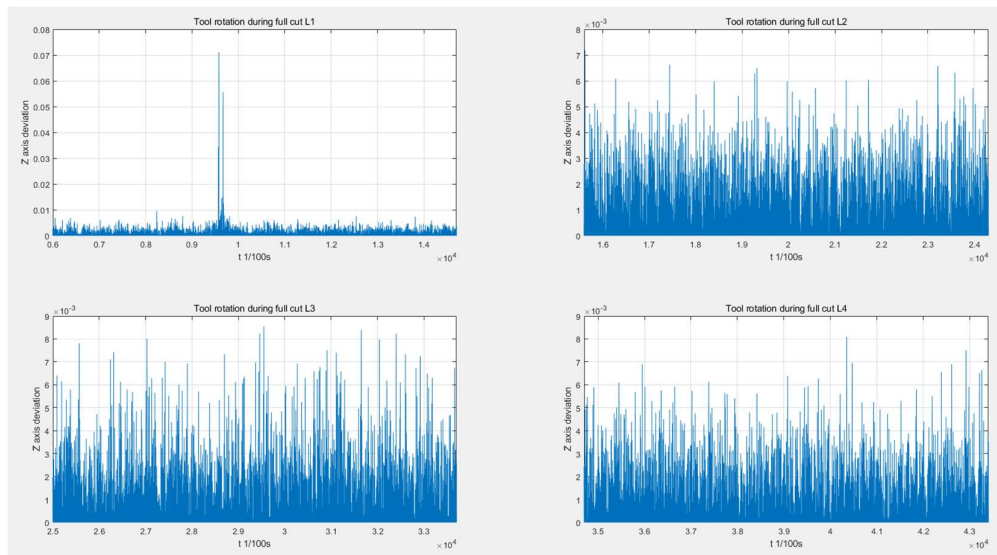 Tool rotation during full cut L1
0.08
0.07
0.06
0.05
0.04
0.03
0.02
0.01
0
Z axis deviation
0.6 0.7 0.8 0.9 1 1.1 1.2 1.3 1.4
t 1/100s
×10^4
Tool rotation during full cut L2
×10^-3
8
7
6
5
4
3
2
1
0
Z axis deviation
1.6 1.7 1.8 1.9 2 2.1 2.2 2.3 2.4
t 1/100s
×10^4
Tool rotation during full cut L3
×10^-3
9
8
7
6
5
4
3
2
1
0
Z axis deviation
2.5 2.6 2.7 2.8 2.9 3 3.1 3.2 3.3
t 1/100s
×10^4
Tool rotation during full cut L4
×10^-3
9
8
7
6
5
4
3
2
1
0
Z axis deviation
3.5 3.6 3.7 3.8 3.9 4 4.1 4.2 4.3
t 1/100s
×10^4